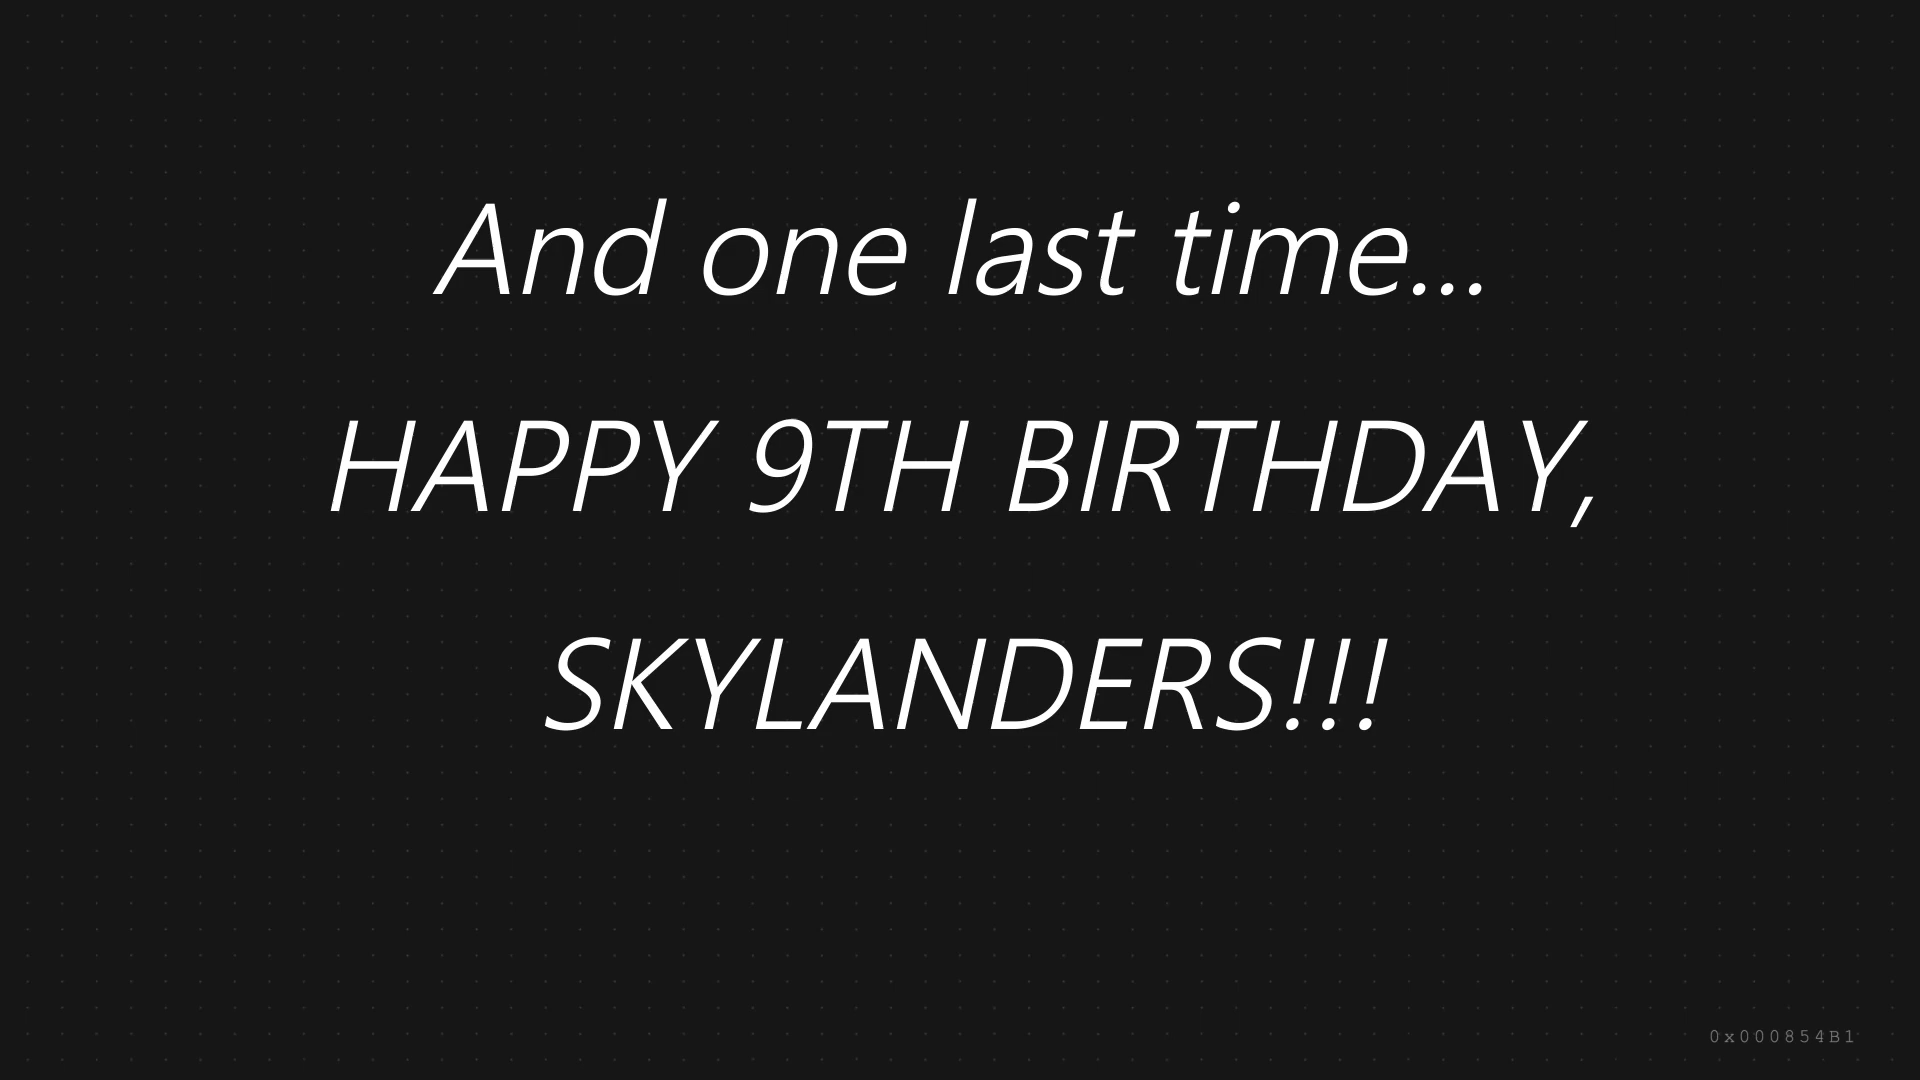 And one last time...
HAPPY 9TH BIRTHDAY,
SKYLANDERS!!!
0x000854B1